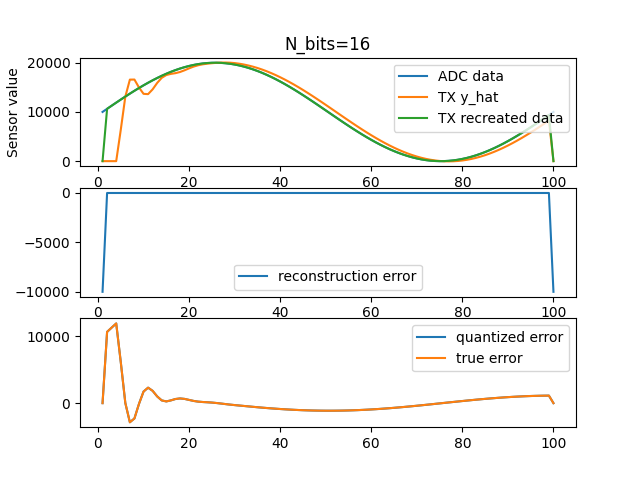 N_bits=16
Sensor value
20000
10000
0
ADC data
TX y_hat
TX recreated data
0 20 40 60 80 100
0
−5000
−10000
reconstruction error
0 20 40 60 80 100
10000
0
quantized error
true error
0 20 40 60 80 100